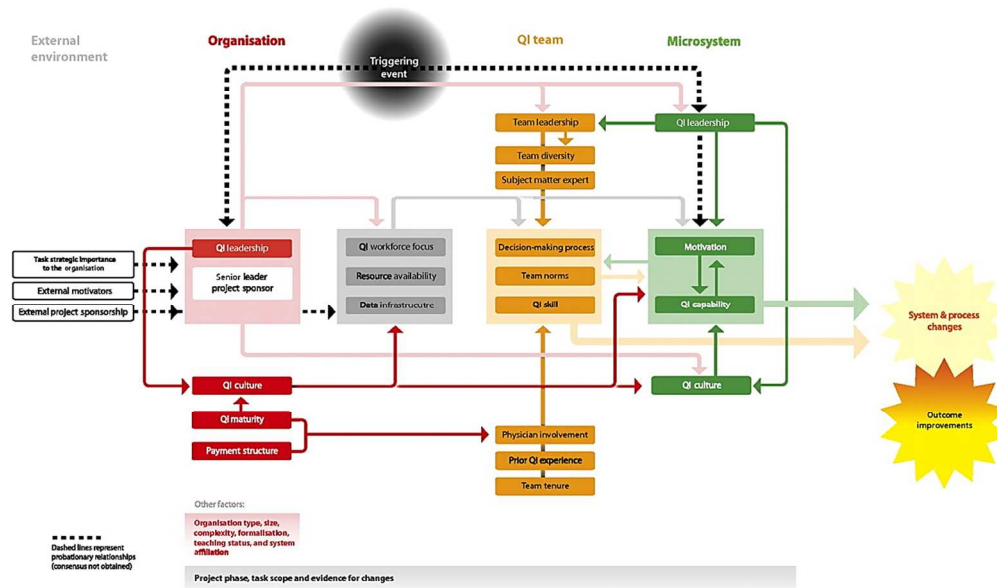 External
environment
Organisation
Triggering
event
QI team
Microsystem
Team leadership
QI leadership
Team diversity
Subject matter expert
QI leadership
Senior leader
project sponsor
QI workforce focus
Resource availability
Data infrastrucutre
Decision-making process
Team norms
QI skill
Motivation
QI capability
Task strategic importance
to the organisation
External motivators
External project sponsorship
System & process
changes
QI culture
QI culture
QI maturity
Payment structure
Physician involvement
Prior QI experience
Team tenure
Outcome
improvements
Other factors:
Organisation type, size,
complexity, formalisation,
teaching status, and system
affiliation
Dashed lines represent
probationary relationships
(consensus not obtained)
Project phase, task scope and evidence for changes